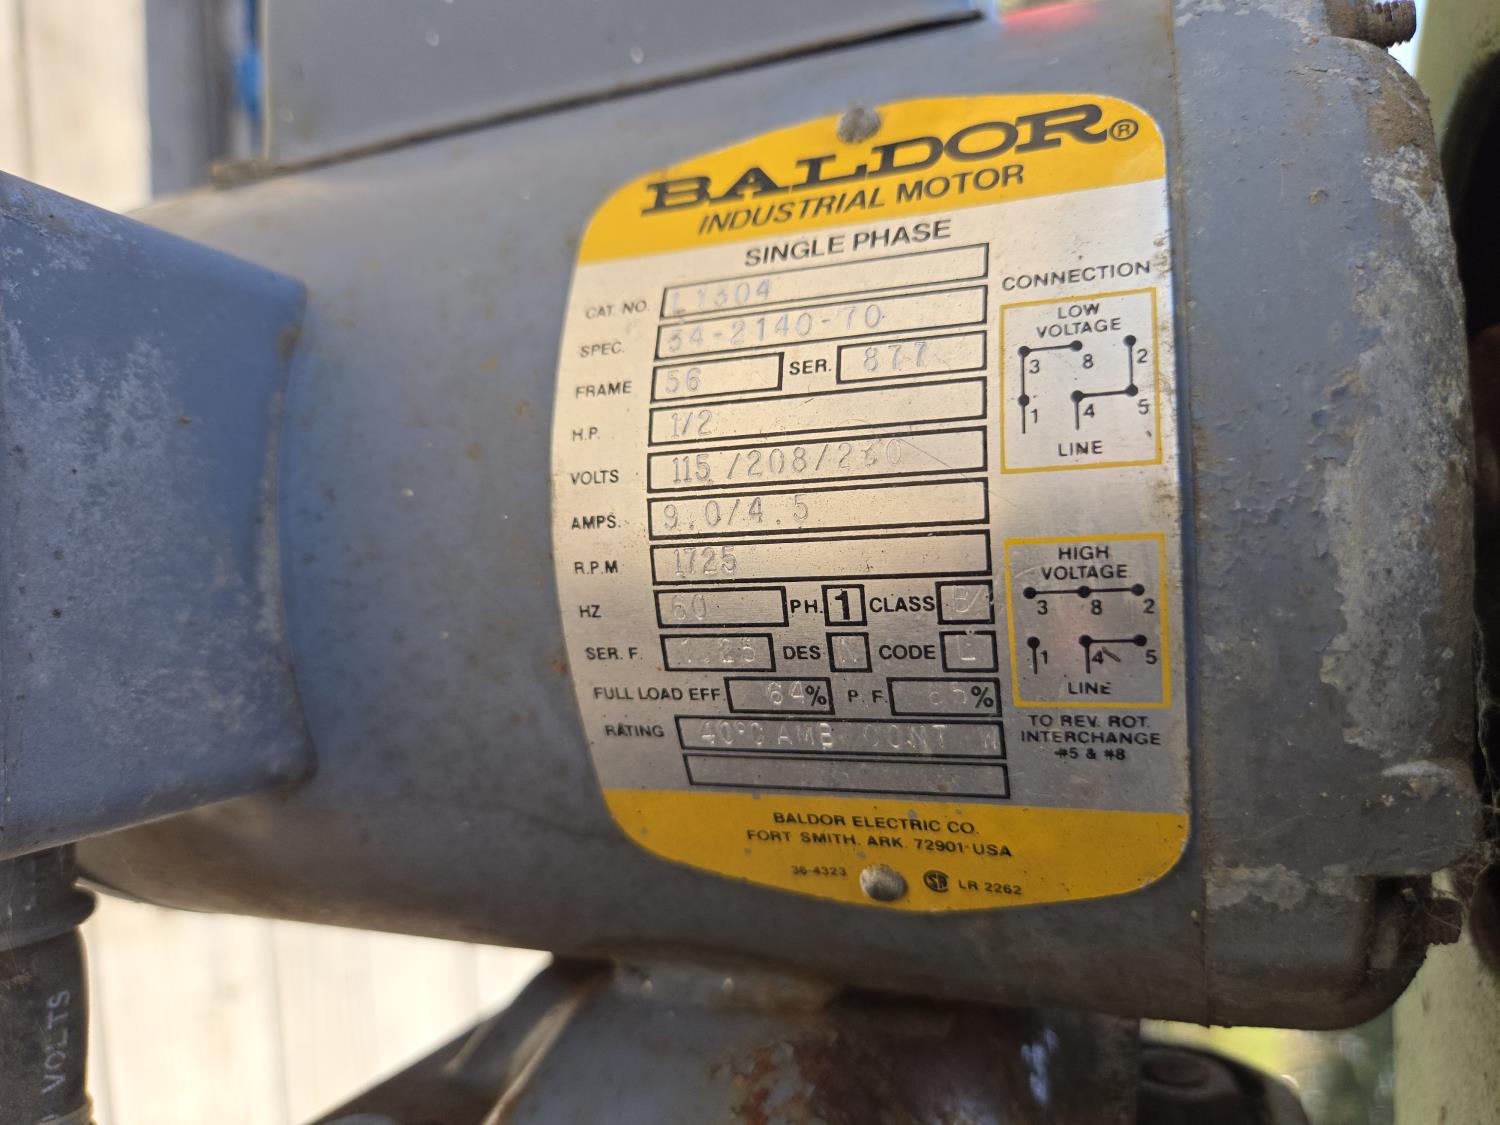 BALDOR®
INDUSTRIAL MOTOR
SINGLE PHASE
CAT. NO. L1304
SPEC. 34-2140-70
FRAME 56 SER. 877
H.P. 1/2
VOLTS 115/208/230
AMPS. 9.0/4.5
R.P.M 1725
HZ 60 PH. 1 CLASS B
SER. F. 1.25 DES N CODE L
FULL LOAD EFF 64% P. F. %
RATING 40°C AMB CONT
CONNECTION
LOW
VOLTAGE
3 8 2
1 4 5
LINE
HIGH
VOLTAGE
3 8 2
1 4 5
LINE
TO REV. ROT.
INTERCHANGE
#5 & #8
BALDOR ELECTRIC CO.
FORT SMITH, ARK. 72901-USA
36-4323 LR 2262
VOLTS